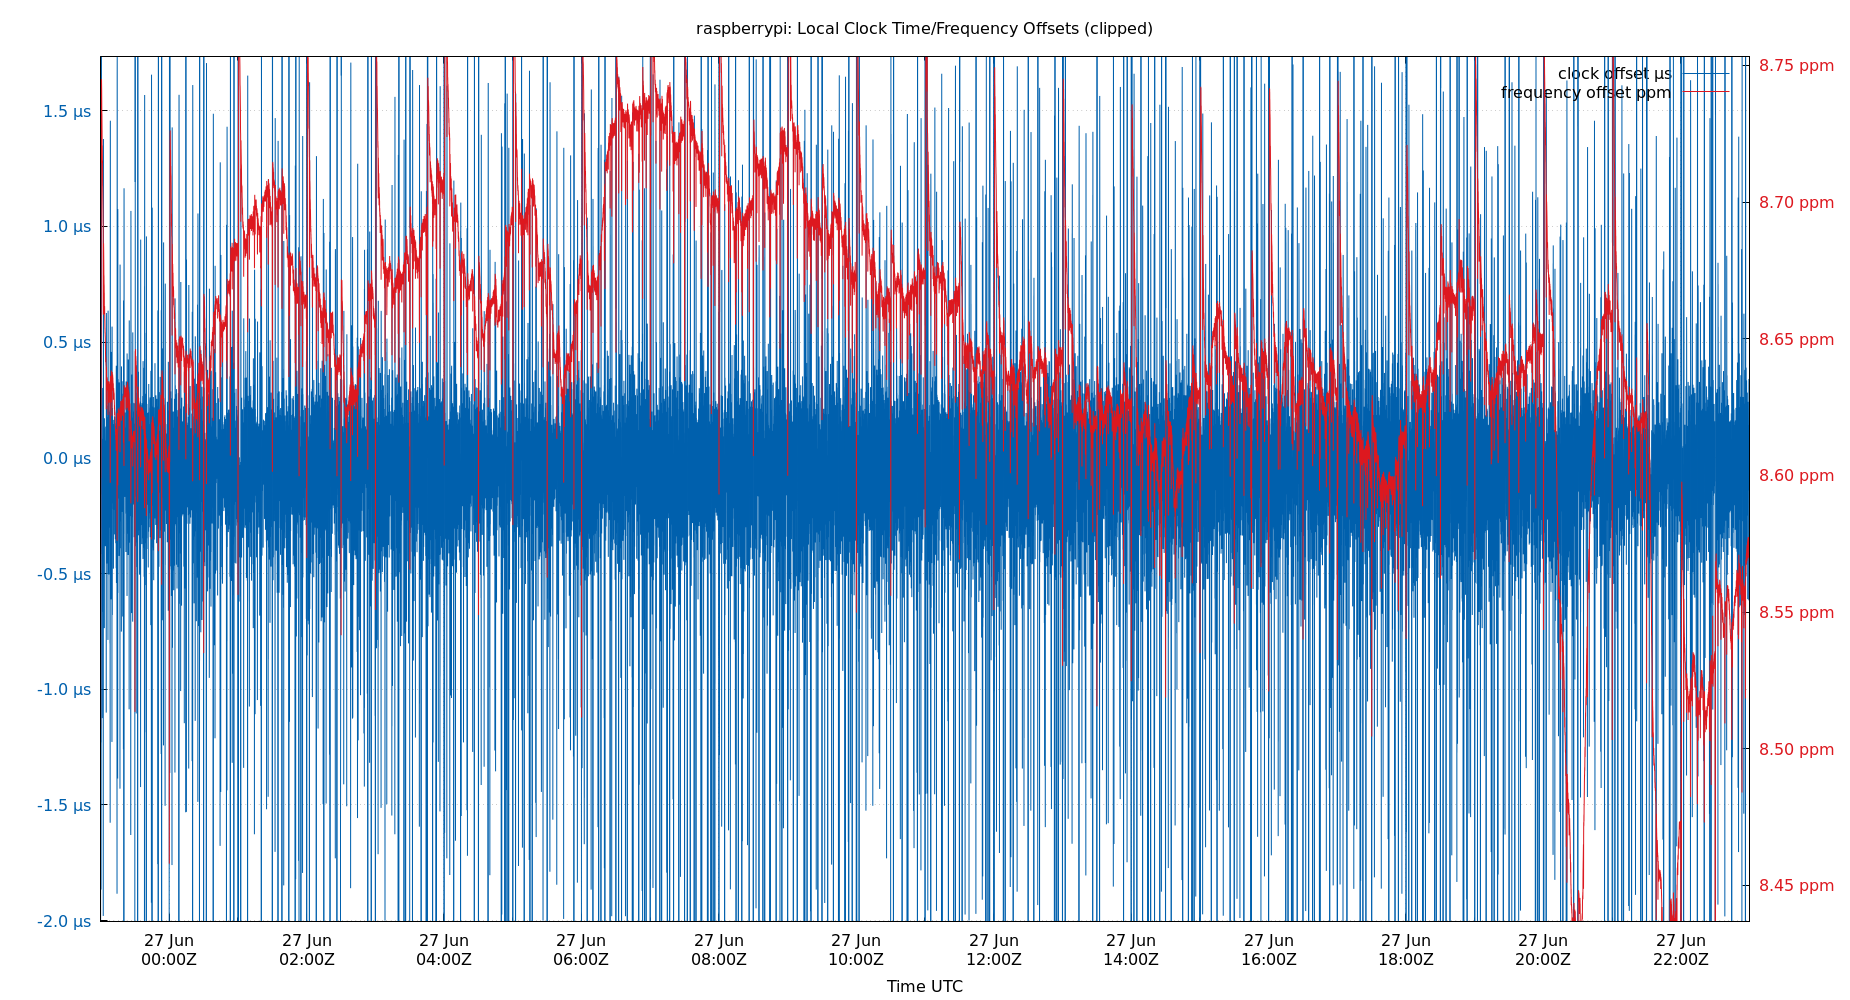 raspberrypi: Local Clock Time/Frequency Offsets (clipped)
clock offset µs
frequency offset ppm
1.5 µs
1.0 µs
0.5 µs
0.0 µs
-0.5 µs
-1.0 µs
-1.5 µs
-2.0 µs
8.75 ppm
8.70 ppm
8.65 ppm
8.60 ppm
8.55 ppm
8.50 ppm
8.45 ppm
27 Jun 27 Jun 27 Jun 27 Jun 27 Jun 27 Jun 27 Jun 27 Jun 27 Jun 27 Jun 27 Jun 27 Jun
00:00Z 02:00Z 04:00Z 06:00Z 08:00Z 10:00Z 12:00Z 14:00Z 16:00Z 18:00Z 20:00Z 22:00Z
Time UTC